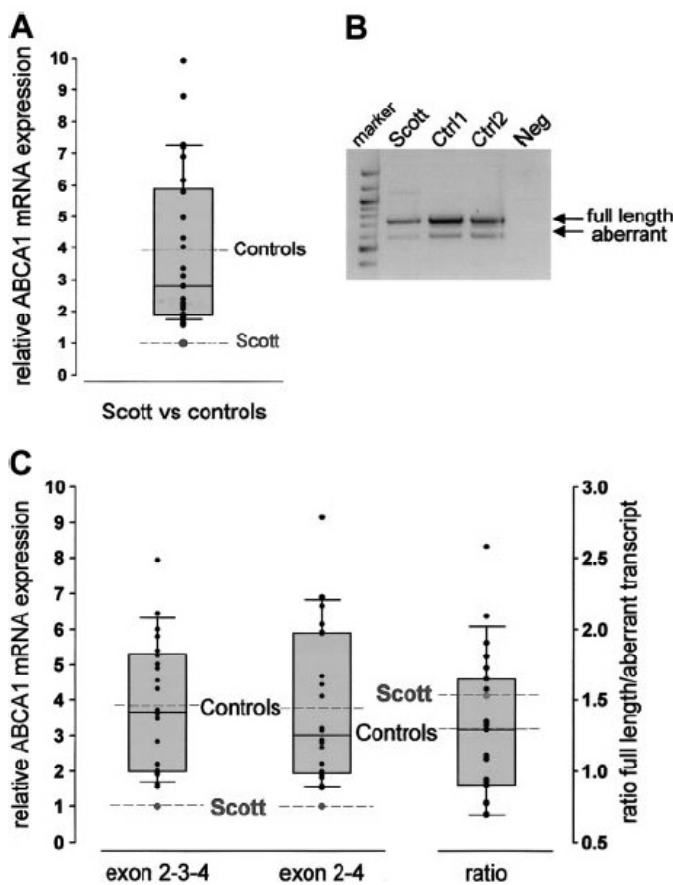 A
relative ABCA1 mRNA expression
10
9
8
7
6
5
4
3
2
1
0
Controls
Scott
Scott vs controls
B
marker
Scott
Ctrl1
Ctrl2
Neg
full length
aberrant
C
relative ABCA1 mRNA expression
10
9
8
7
6
5
4
3
2
1
0
Controls
Scott
Scott
Controls
3.0
2.5
2.0
1.5
1.0
0.5
ratio full length/aberrant transcript
exon 2-3-4
exon 2-4
ratio